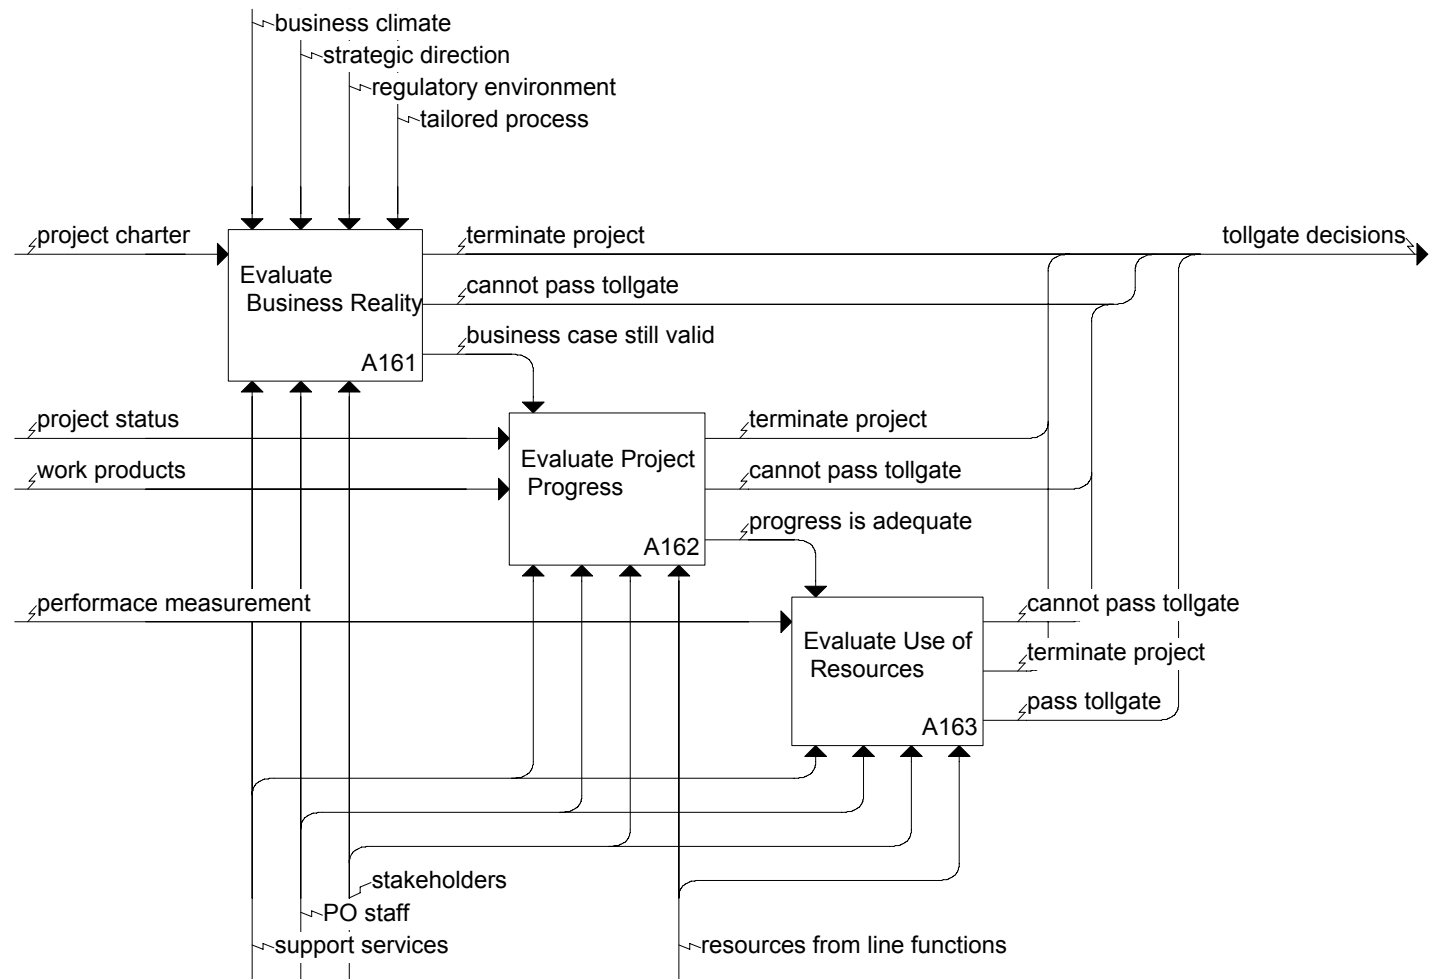 business climate
strategic direction
regulatory environment
tailored process
project charter
terminate project
tollgate decisions
Evaluate
Business Reality
cannot pass tollgate
business case still valid
A161
project status
terminate project
Evaluate Project
Progress
work products
cannot pass tollgate
progress is adequate
A162
performace measurement
cannot pass tollgate
Evaluate Use of
Resources
terminate project
pass tollgate
A163
stakeholders
PO staff
support services
resources from line functions